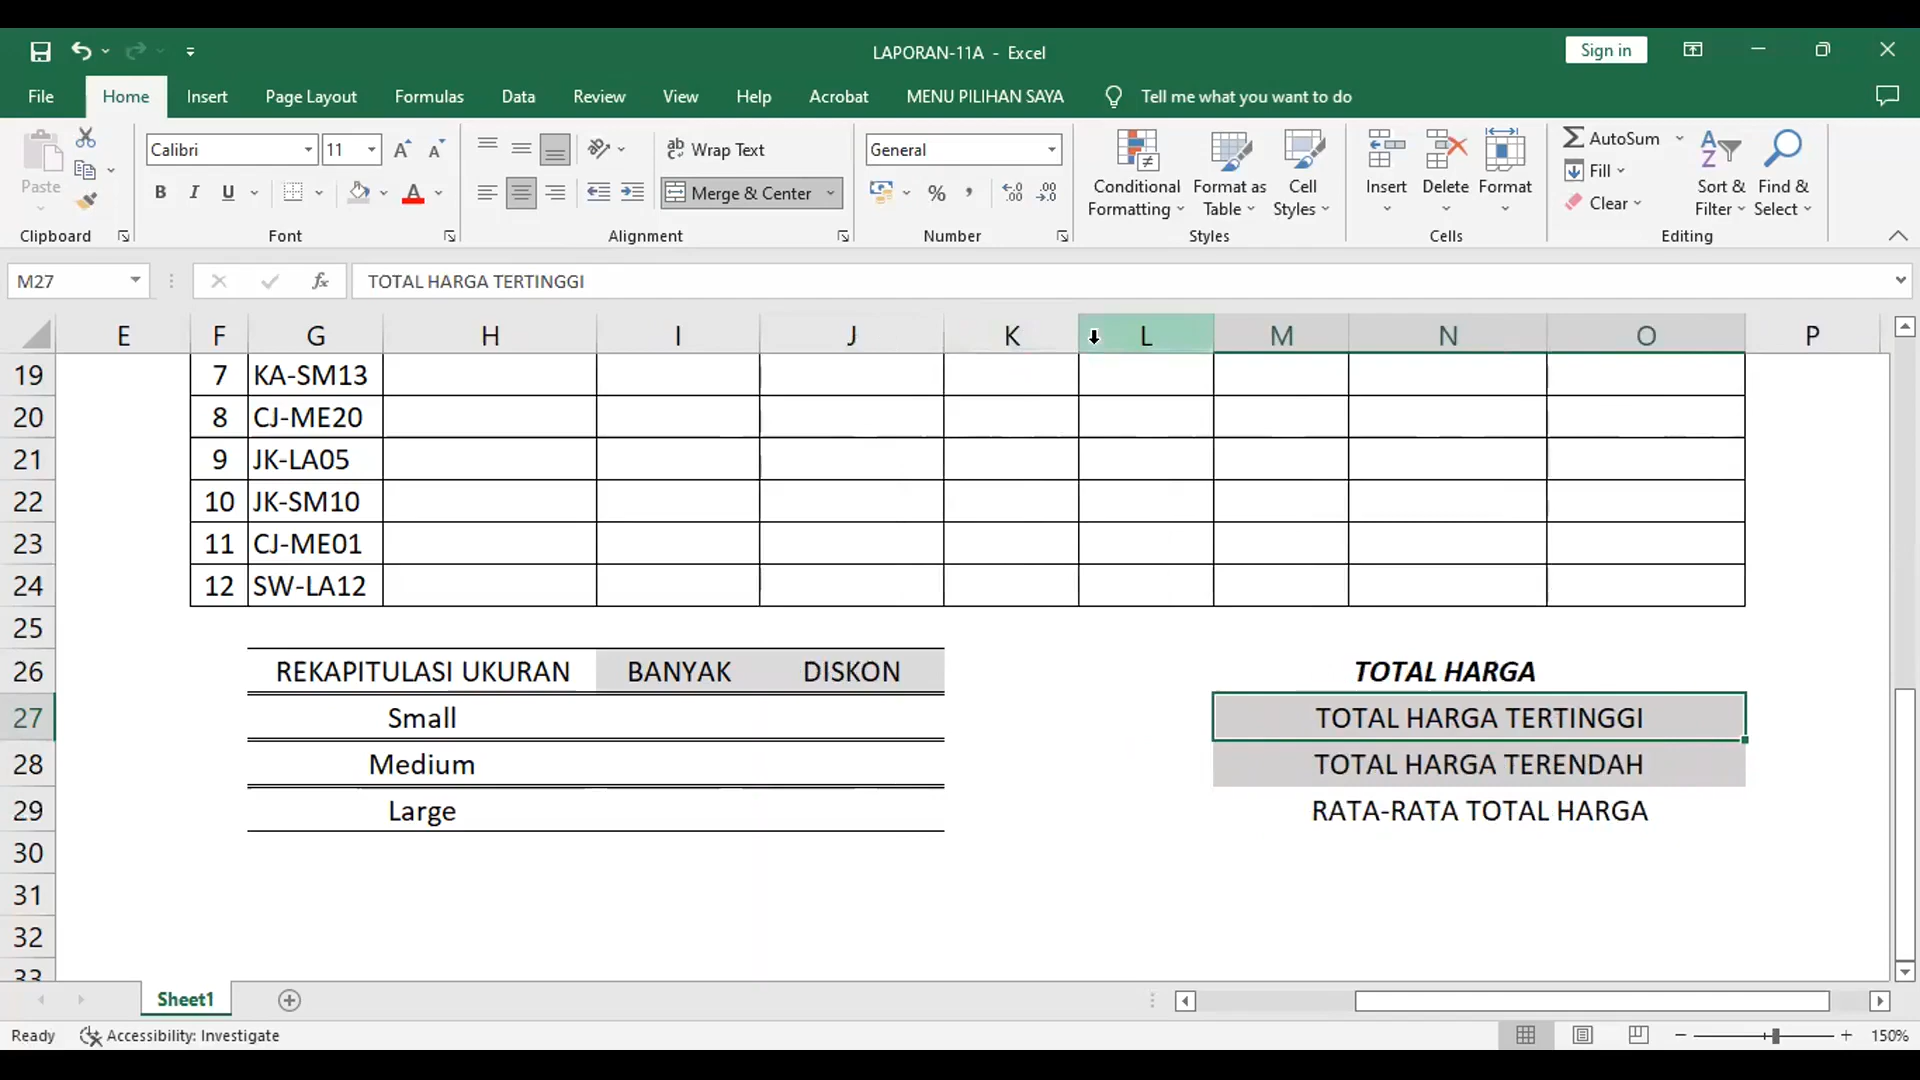 LAPORAN-11A - Excel
Sign in
File Home Insert Page Layout Formulas Data Review View Help Acrobat MENU PILIHAN SAYA Tell me what you want to do
Paste
Calibri 11
B I U
Wrap Text
Merge & Center
General
Conditional Formatting
Format as Table
Cell Styles
Insert Delete Format
AutoSum
Fill
Clear
Sort & Filter
Find & Select
Clipboard Font Alignment Number Styles Cells Editing
M27 fx TOTAL HARGA TERTINGGI
E F G H I J K L M N O P
19 7 KA-SM13
20 8 CJ-ME20
21 9 JK-LA05
22 10 JK-SM10
23 11 CJ-ME01
24 12 SW-LA12
25
26 REKAPITULASI UKURAN BANYAK DISKON TOTAL HARGA
27 Small TOTAL HARGA TERTINGGI
28 Medium TOTAL HARGA TERENDAH
29 Large RATA-RATA TOTAL HARGA
30
31
32
33
Sheet1
Ready Accessibility: Investigate 150%